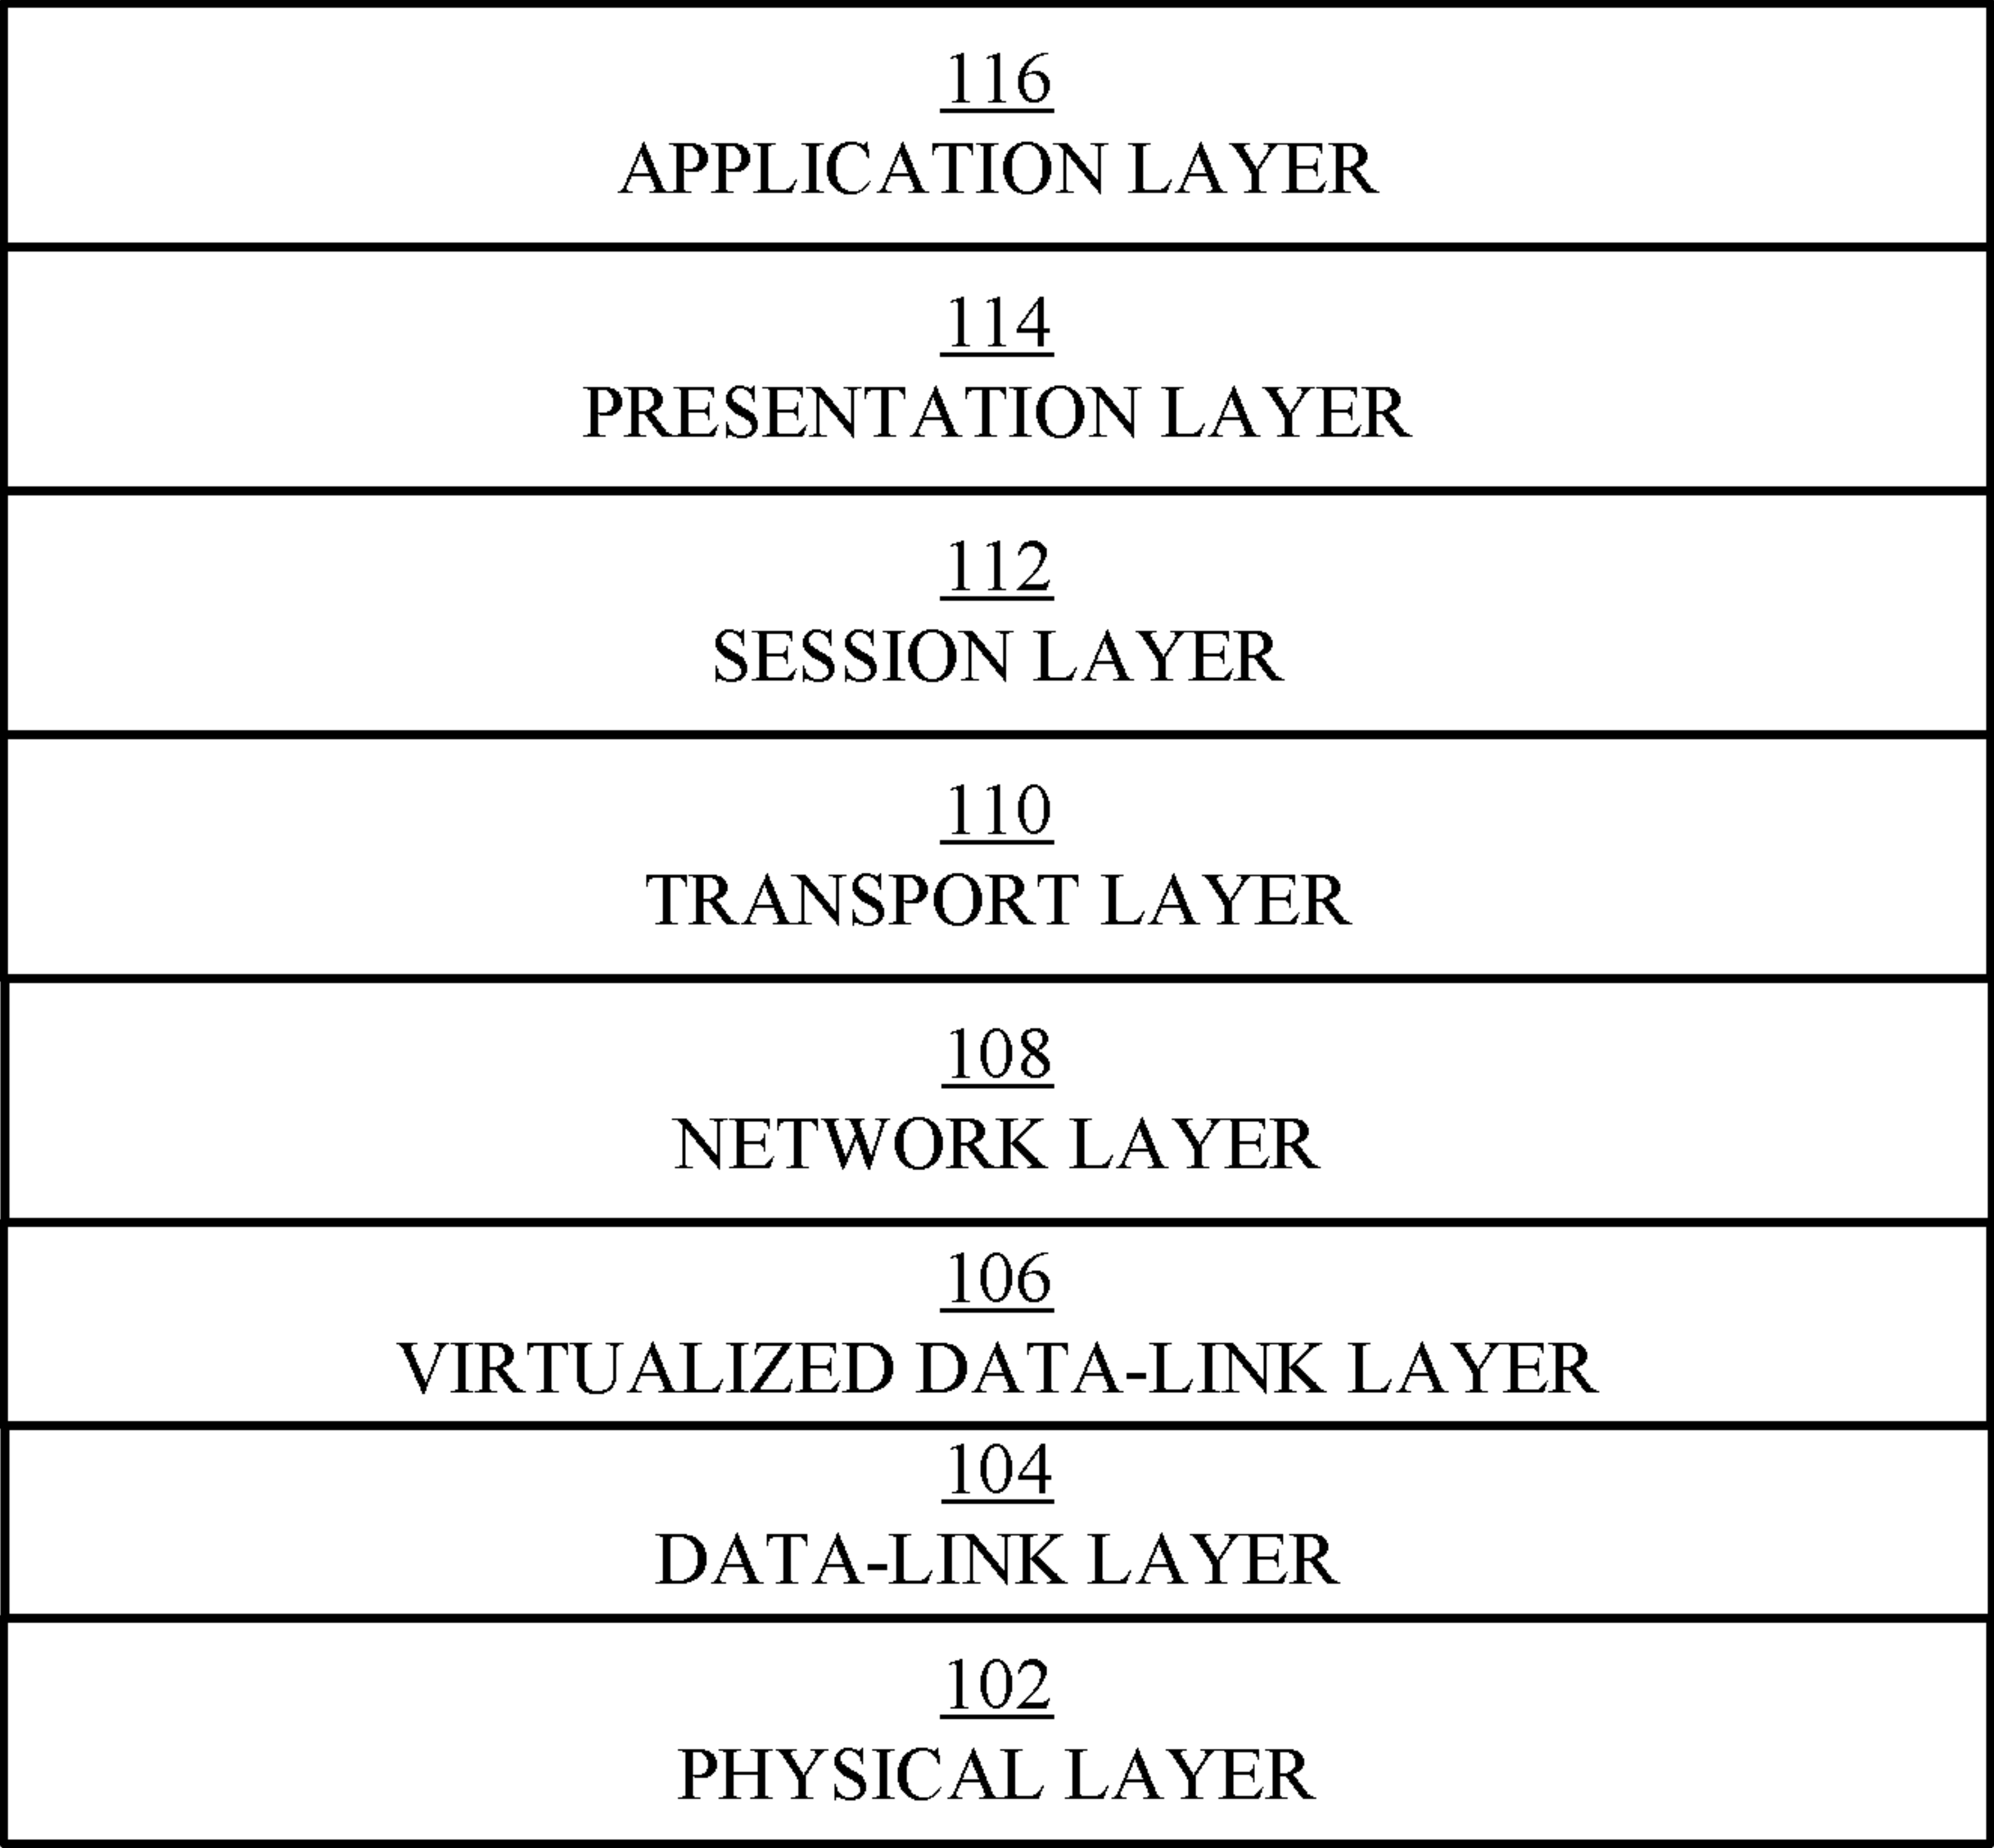 116
APPLICATION LAYER
114
PRESENTATION LAYER
112
SESSION LAYER
110
TRANSPORT LAYER
108
NETWORK LAYER
106
VIRTUALIZED DATA-LINK LAYER
104
DATA-LINK LAYER
102
PHYSICAL LAYER